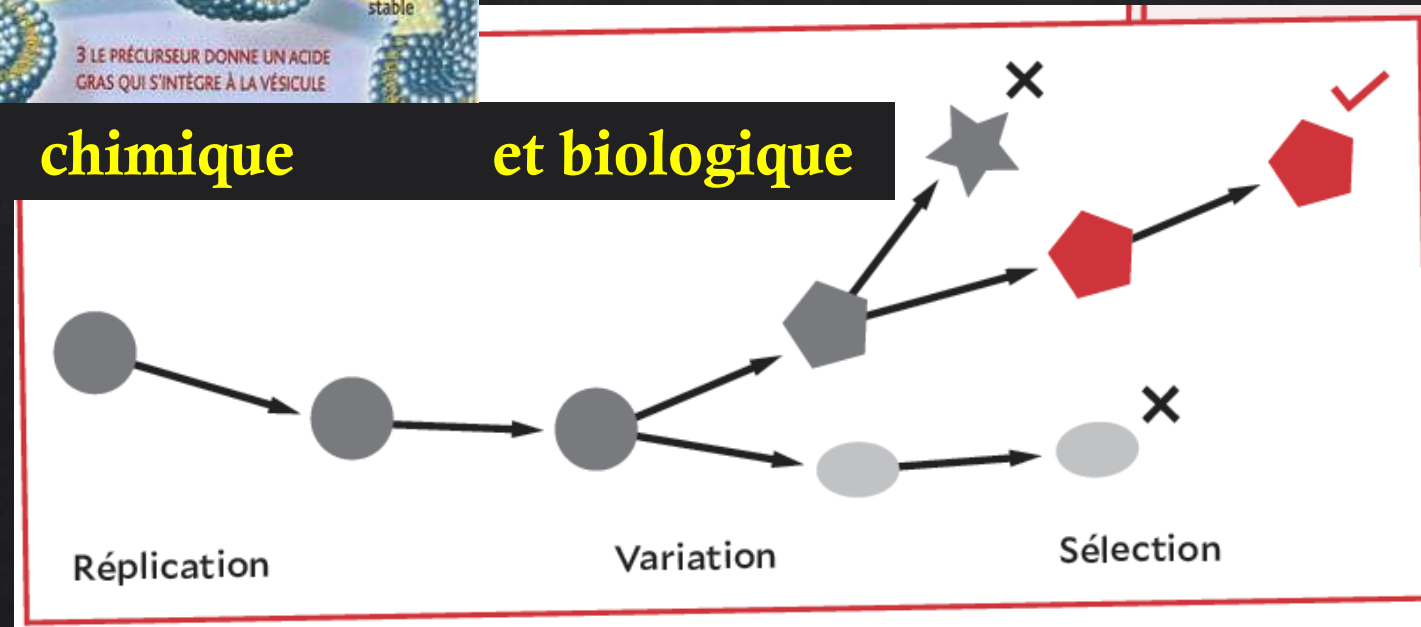 stable
3 LE PRÉCURSEUR DONNE UN ACIDE
GRAS QUI S'INTÈGRE À LA VÉSICULE
chimique et biologique
Réplication Variation Sélection